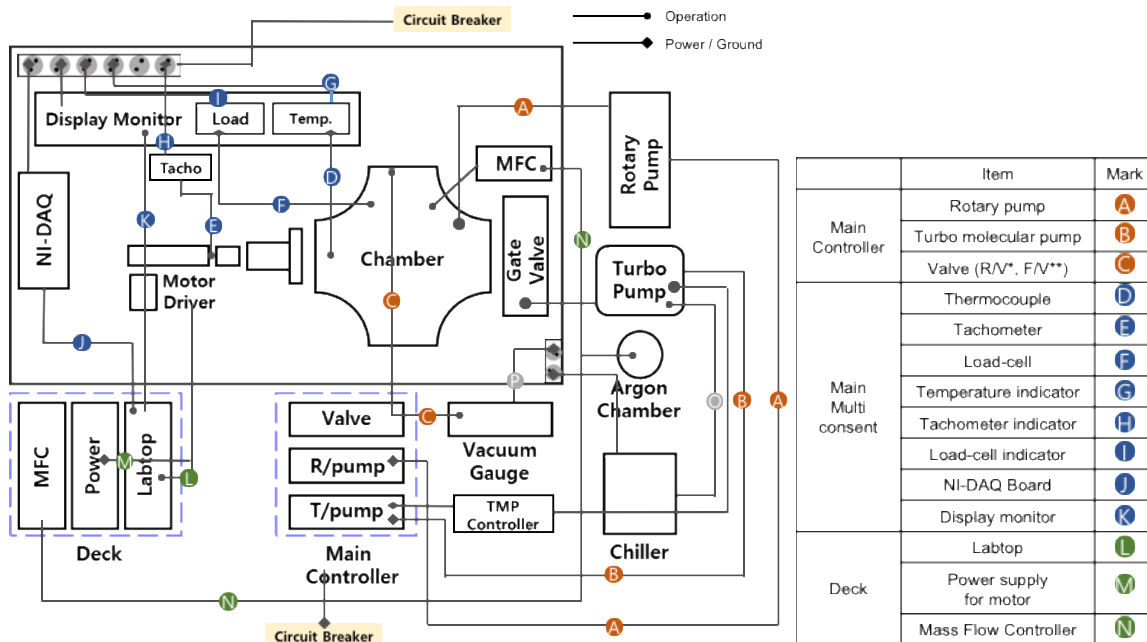 Circuit Breaker
Operation
Power / Ground
G
I
Display Monitor
Load
Temp.
A
H
Tacho
MFC
Rotary
Pump
D
F
K
E
NI-DAQ
N
Chamber
Gate
Valve
Turbo
Pump
Motor
Driver
C
J
P
Argon
Chamber
O
B
A
MFC
Power
Labtop
M
L
Deck
Valve
C
Vacuum
Gauge
R/pump
T/pump
TMP
Controller
Chiller
Main
Controller
B
N
A
Circuit Breaker
Item Mark
Main
Controller
Rotary pump A
Turbo molecular pump B
Valve (R/V*, F/V**) C
Main
Multi
consent
Thermocouple D
Tachometer E
Load-cell F
Temperature indicator G
Tachometer indicator H
Load-cell indicator I
NI-DAQ Board J
Display monitor K
Deck
Labtop L
Power supply
for motor M
Mass Flow Controller N